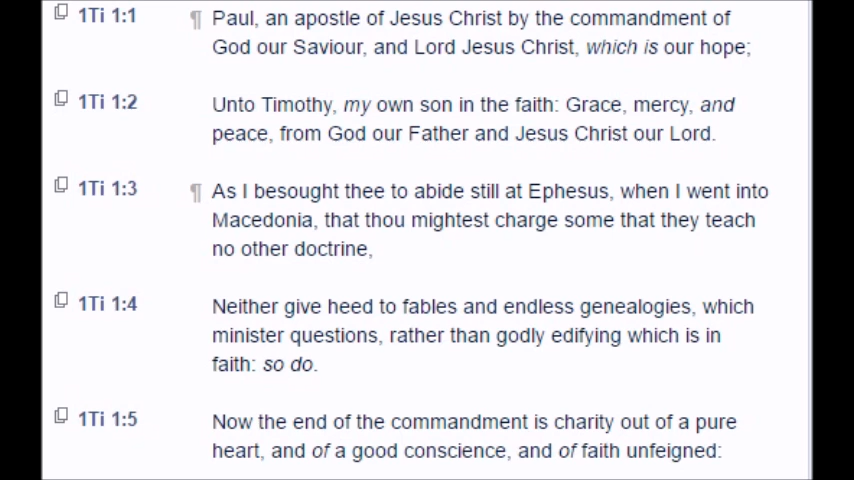 1Ti 1:1 ¶ Paul, an apostle of Jesus Christ by the commandment of
God our Saviour, and Lord Jesus Christ, which is our hope;
1Ti 1:2 Unto Timothy, my own son in the faith: Grace, mercy, and
peace, from God our Father and Jesus Christ our Lord.
1Ti 1:3 ¶ As I besought thee to abide still at Ephesus, when I went into
Macedonia, that thou mightest charge some that they teach
no other doctrine,
1Ti 1:4 Neither give heed to fables and endless genealogies, which
minister questions, rather than godly edifying which is in
faith: so do.
1Ti 1:5 Now the end of the commandment is charity out of a pure
heart, and of a good conscience, and of faith unfeigned: